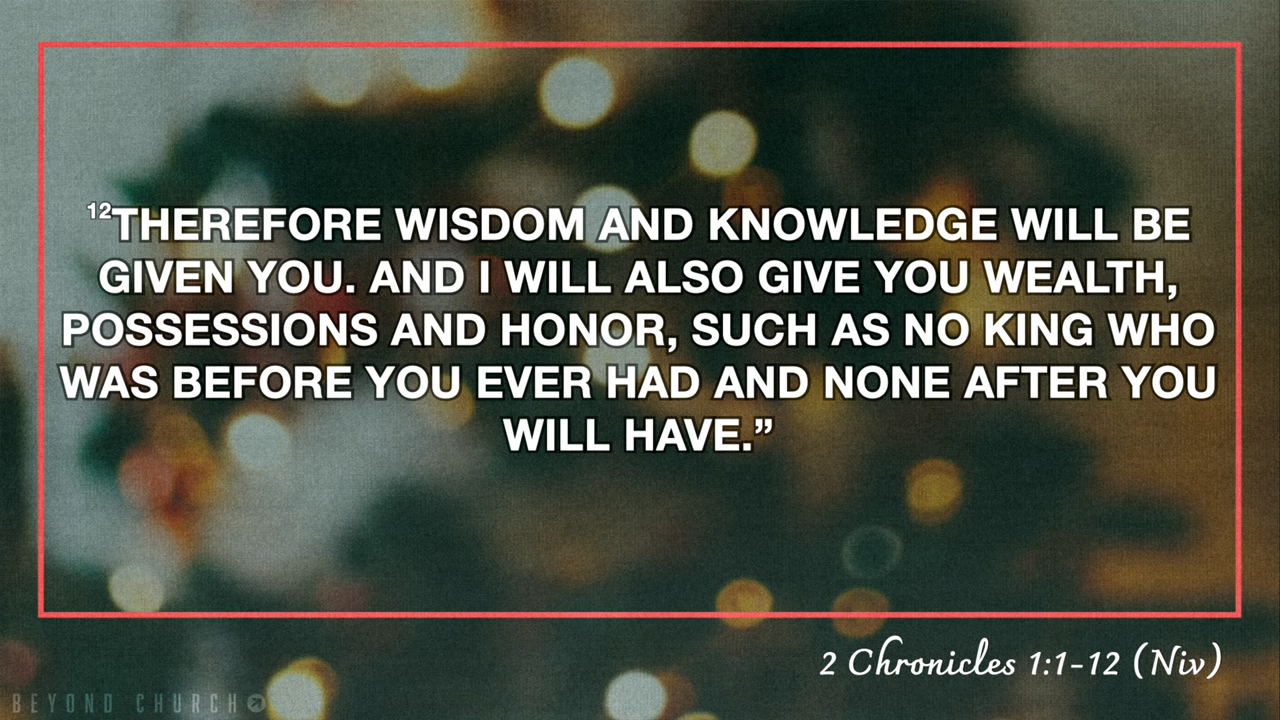 ¹²THEREFORE WISDOM AND KNOWLEDGE WILL BE
GIVEN YOU. AND I WILL ALSO GIVE YOU WEALTH,
POSSESSIONS AND HONOR, SUCH AS NO KING WHO
WAS BEFORE YOU EVER HAD AND NONE AFTER YOU
WILL HAVE.”
2 Chronicles 1:1-12 (Niv)
BEYOND CHURCH